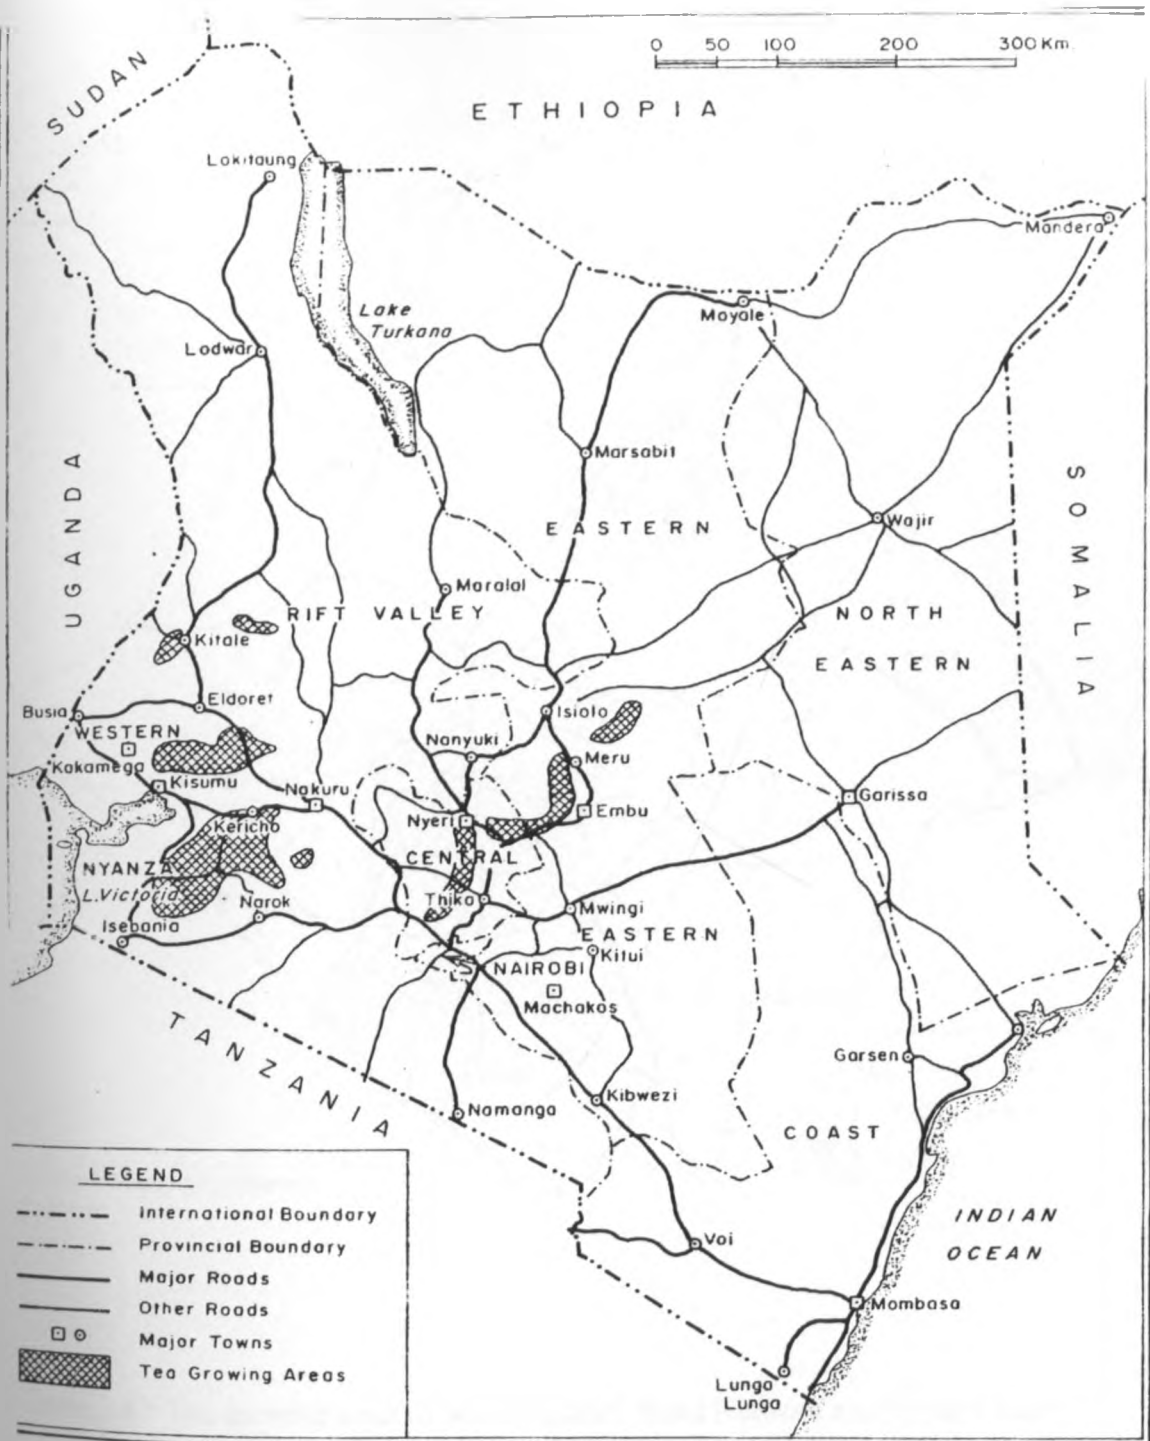 0 50 100 200 300 Km.
SUDAN
ETHIOPIA
Lokitaung
Mandera
Lake
Turkana
Moyale
Lodwar
Marsabit
UGANDA
SOMALIA
EASTERN
Wajir
Maralal
RIFT VALLEY
NORTH
EASTERN
Kitale
Eldoret
Busia
Isiolo
WESTERN
Nanyuki
Meru
Kakamega
Kisumu
Nakuru
Garissa
Kericho
Nyeri
Embu
CENTRAL
NYANZA
L. Victoria
Narok
Thika
Mwingi
Isebania
EASTERN
Kitui
NAIROBI
Machakos
TANZANIA
Garsen
Kibwezi
Namanga
COAST
LEGEND
International Boundary
Provincial Boundary
Major Roads
Other Roads
Major Towns
Tea Growing Areas
INDIAN
OCEAN
Voi
Mombasa
Lunga
Lunga